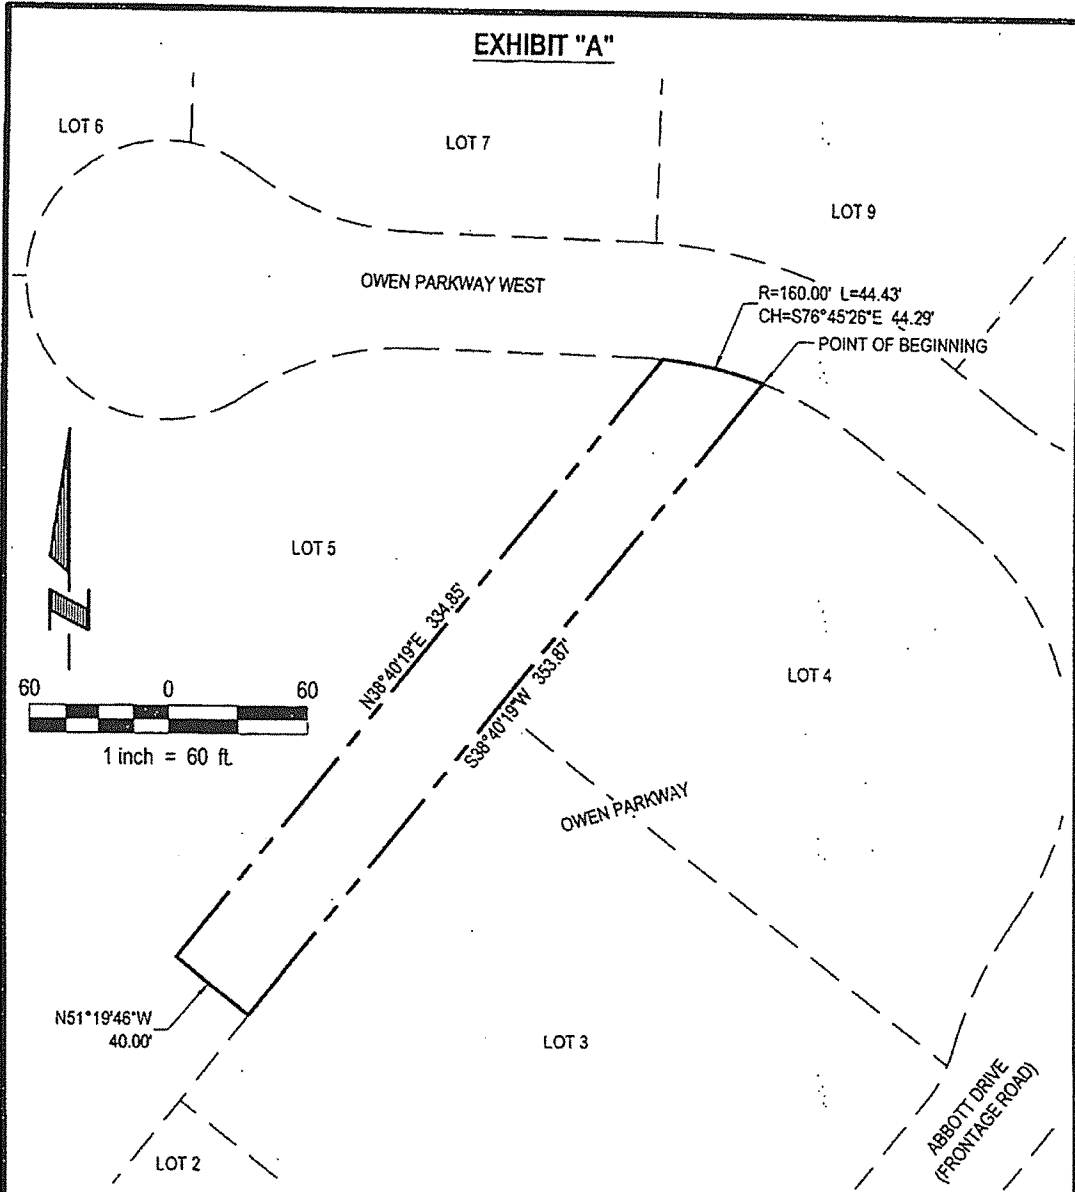 EXHIBIT "A"
LOT 6
LOT 7
LOT 9
OWEN PARKWAY WEST
R=160.00' L=44.43'
CH=S76°45'26"E 44.29'
POINT OF BEGINNING
LOT 5
N38°40'19"E 334.85'
S38°40'19"W 353.87'
LOT 4
60 0 60
1 inch = 60 ft.
OWEN PARKWAY
N51°19'46"W
40.00'
LOT 3
ABBOTT DRIVE
(FRONTAGE ROAD)
LOT 2